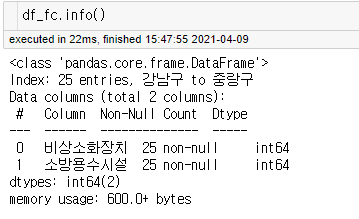 df_fc.info()
executed in 22ms, finished 15:47:55 2021-04-09
<class 'pandas.core.frame.DataFrame'>
Index: 25 entries, 강남구 to 중랑구
Data columns (total 2 columns):
 #   Column  Non-Null Count  Dtype
---  ------  --------------  -----
 0   비상소화장치  25 non-null     int64
 1   소방용수시설  25 non-null     int64
dtypes: int64(2)
memory usage: 600.0+ bytes